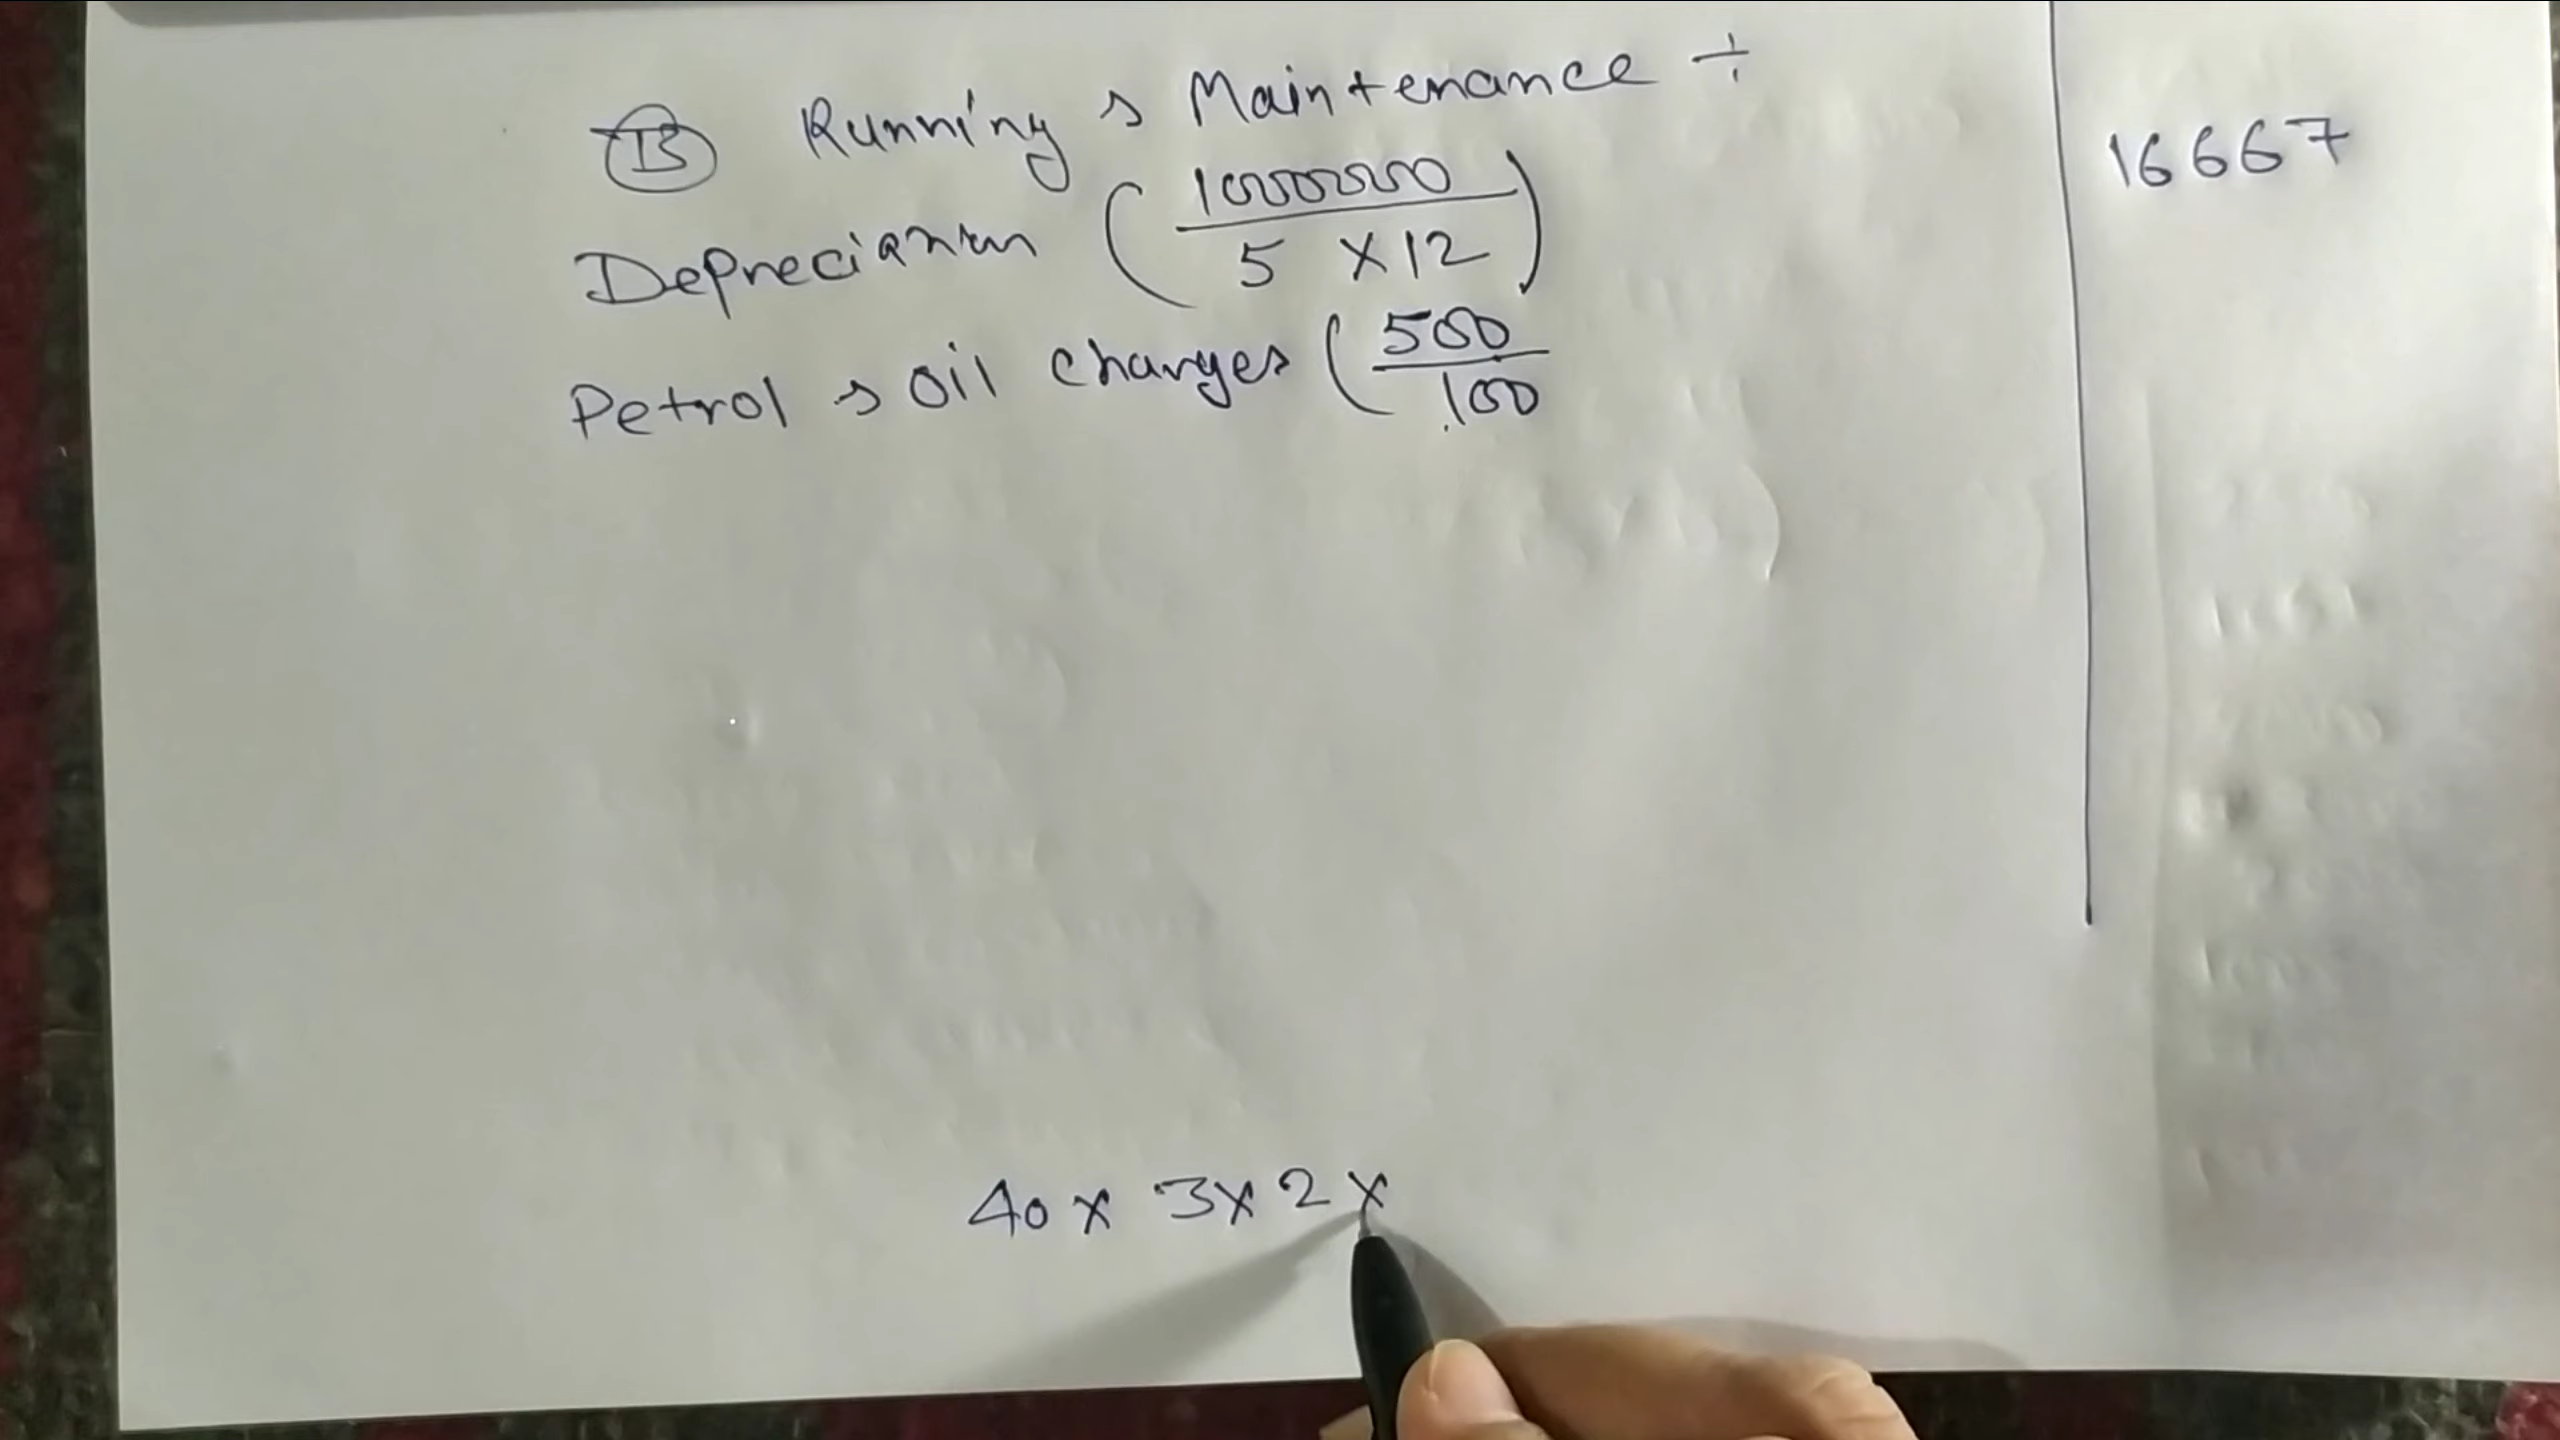 Ⓑ Running & Maintenance ÷
16667
Depreciation ( 1000000 / 5 × 12 )
Petrol & oil charges ( 500 / 100
40 × 3 × 2 ×